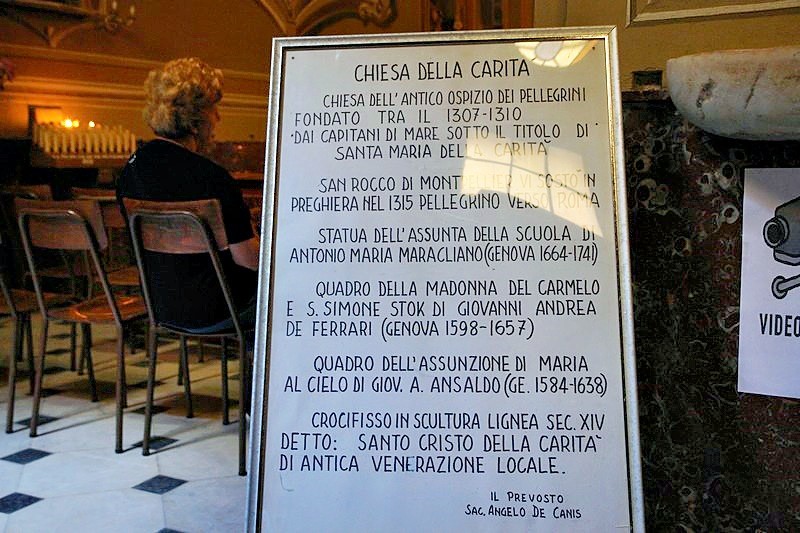 CHIESA DELLA CARITÀ
CHIESA DELL'ANTICO OSPIZIO DEI PELLEGRINI
FONDATO TRA IL 1307-1310
DAI CAPITANI DI MARE SOTTO IL TITOLO DI
SANTA MARIA DELLA CARITÀ
SAN ROCCO DI MONTPELLIER VI SOSTÒ IN
PREGHIERA NEL 1315 PELLEGRINO VERSO ROMA
STATUA DELL'ASSUNTA DELLA SCUOLA DI
ANTONIO MARIA MARAGLIANO (GENOVA 1664-1741)
QUADRO DELLA MADONNA DEL CARMELO
E S. SIMONE STOK DI GIOVANNI ANDREA
DE FERRARI (GENOVA 1598-1657)
QUADRO DELL'ASSUNZIONE DI MARIA
AL CIELO DI GIOV. A. ANSALDO (GE. 1584-1638)
CROCIFISSO IN SCULTURA LIGNEA SEC. XIV
DETTO: SANTO CRISTO DELLA CARITÀ
DI ANTICA VENERAZIONE LOCALE.
IL PREVOSTO
SAC. ANGELO DE CANIS
VIDEO